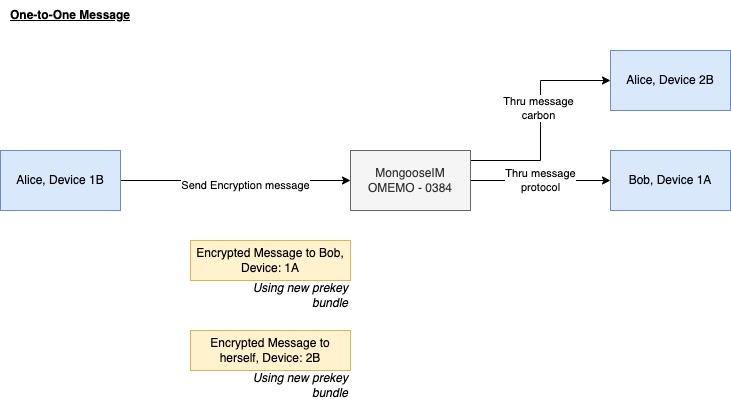 One-to-One Message
Alice, Device 2B
Thru message
carbon
Alice, Device 1B
Send Encryption message
MongooseIM
OMEMO - 0384
Thru message
protocol
Bob, Device 1A
Encrypted Message to Bob,
Device: 1A
Using new prekey
bundle
Encrypted Message to
herself, Device: 2B
Using new prekey
bundle